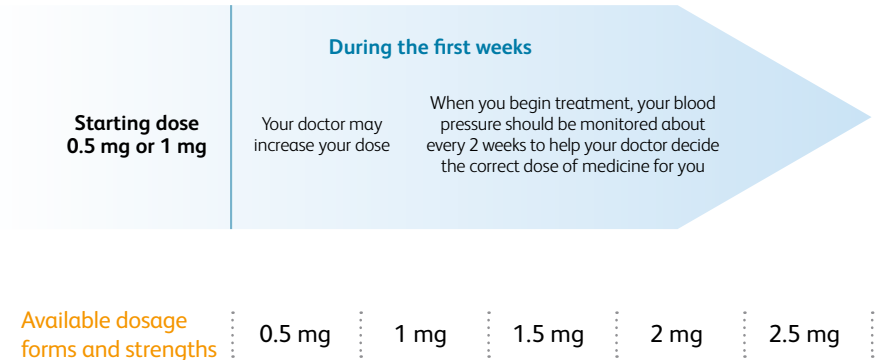 During the first weeks
Starting dose
0.5 mg or 1 mg
Your doctor may
increase your dose
When you begin treatment, your blood
pressure should be monitored about
every 2 weeks to help your doctor decide
the correct dose of medicine for you
Available dosage
forms and strengths
0.5 mg
1 mg
1.5 mg
2 mg
2.5 mg